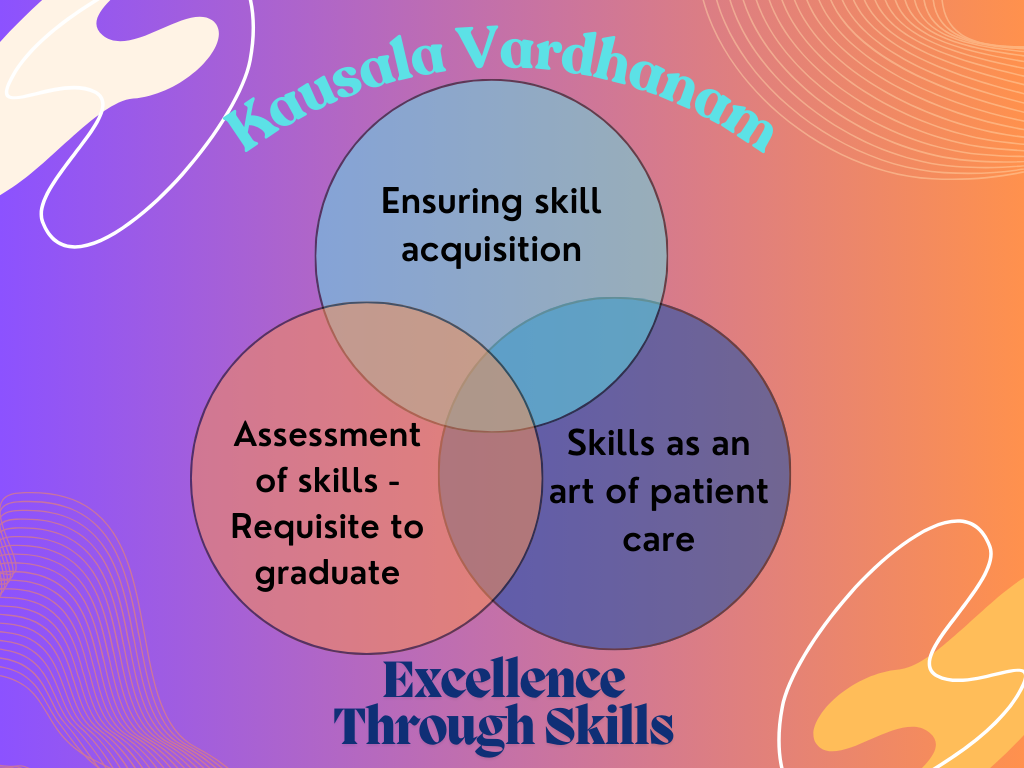 Kausala Vardhanam
Ensuring skill
acquisition
Assessment
of skills -
Requisite to
graduate
Skills as an
art of patient
care
Excellence
Through Skills